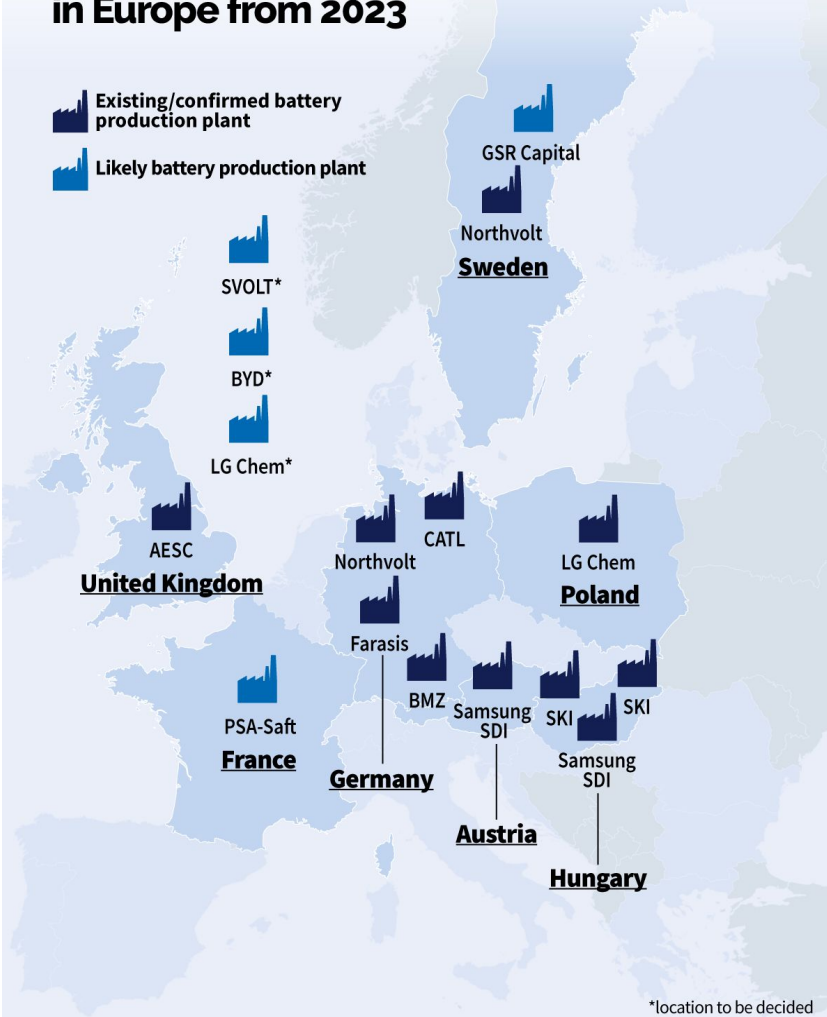 in Europe from 2023
Existing/confirmed battery
production plant
Likely battery production plant
GSR Capital
Northvolt
Sweden
SVOLT*
BYD*
LG Chem*
AESC
United Kingdom
Northvolt
CATL
LG Chem
Poland
Farasis
BMZ
Samsung
SDI
SKI
SKI
PSA-Saft
France
Samsung
SDI
Germany
Austria
Hungary
*location to be decided